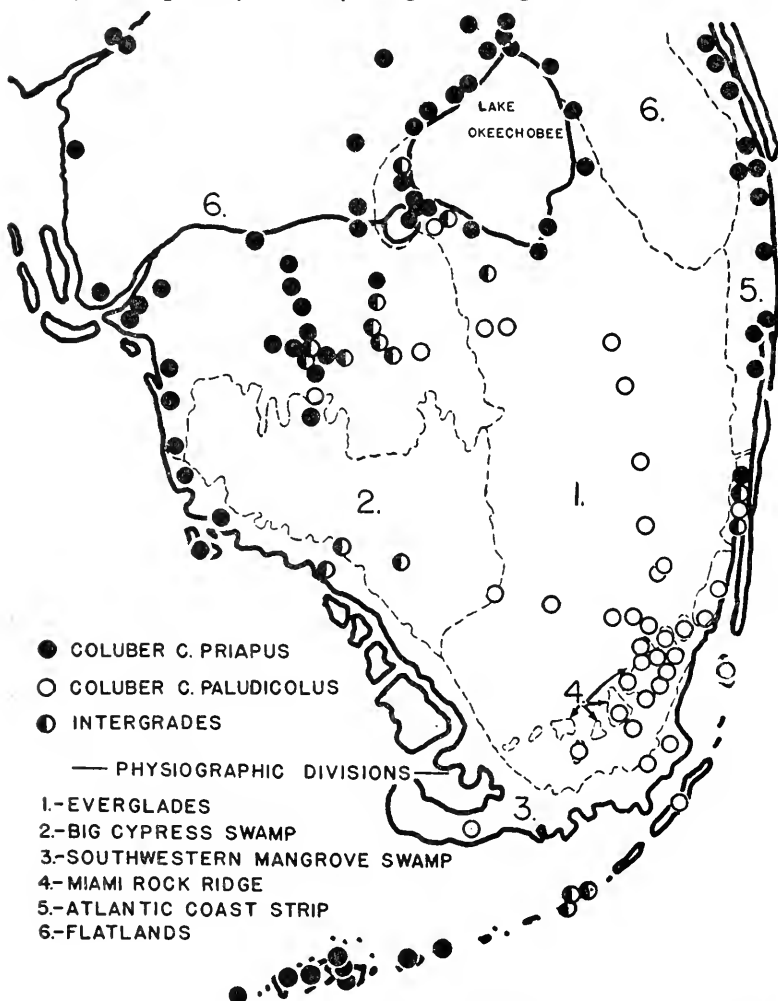 LAKE
OKEECHOBEE
6.
6.
5.
2.
1.
4
3.
COLUBER C. PRIAPUS
COLUBER C. PALUDICOLUS
INTERGRADES
PHYSIOGRAPHIC DIVISIONS
1.-EVERGLADES
2.-BIG CYPRESS SWAMP
3.-SOUTHWESTERN MANGROVE SWAMP
4.-MIAMI ROCK RIDGE
5.-ATLANTIC COAST STRIP
6.-FLATLANDS